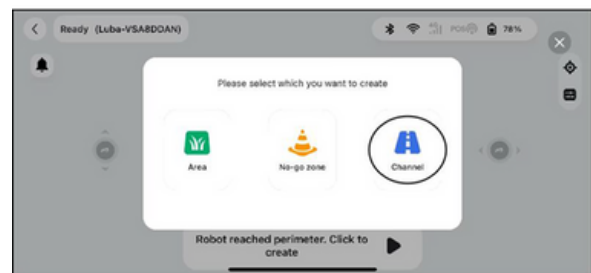 Ready (Luba-VSA8DOAN)
78%
Please select which you want to create
Area
No-go zone
Channel
Robot reached perimeter. Click to
create